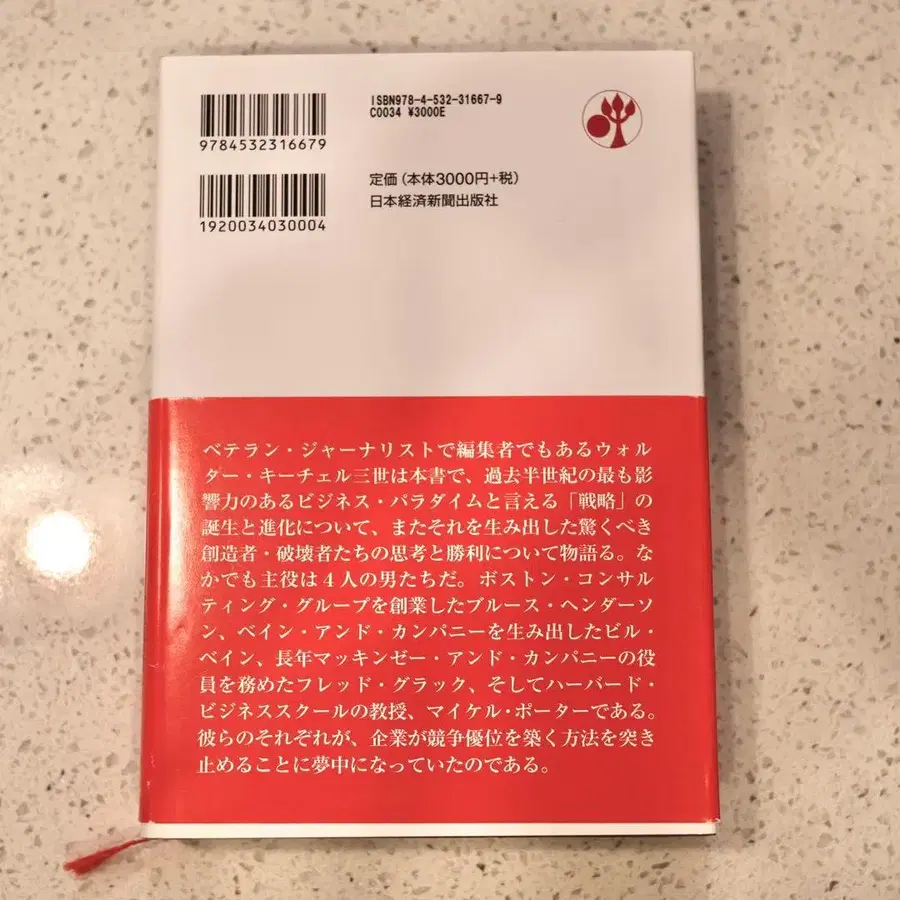 9784532316679
ISBN978-4-532-31667-9
C0034 ¥3000E
1920034030004
定価(本体3000円+税)
日本経済新聞出版社
ベテラン・ジャーナリストで編集者でもあるウォル
ダー・キーチェル三世は本書で、過去半世紀の最も影
響力のあるビジネス・パラダイムと言える「戦略」の
誕生と進化について、またそれを生み出した驚くべき
創造者・破壊者たちの思考と勝利について物語る。な
かでも主役は4人の男たちだ。ボストン・コンサル
ティング・グループを創業したブルース・ヘンダーソ
ン、ベイン・アンド・カンパニーを生み出したビル・
ベイン、長年マッキンゼー・アンド・カンパニーの役
員を務めたフレッド・グラック、そしてハーバード・
ビジネススクールの教授、マイケル・ポーターである。
彼らのそれぞれが、企業が競争優位を築く方法を突き
止めることに夢中になっていたのである。